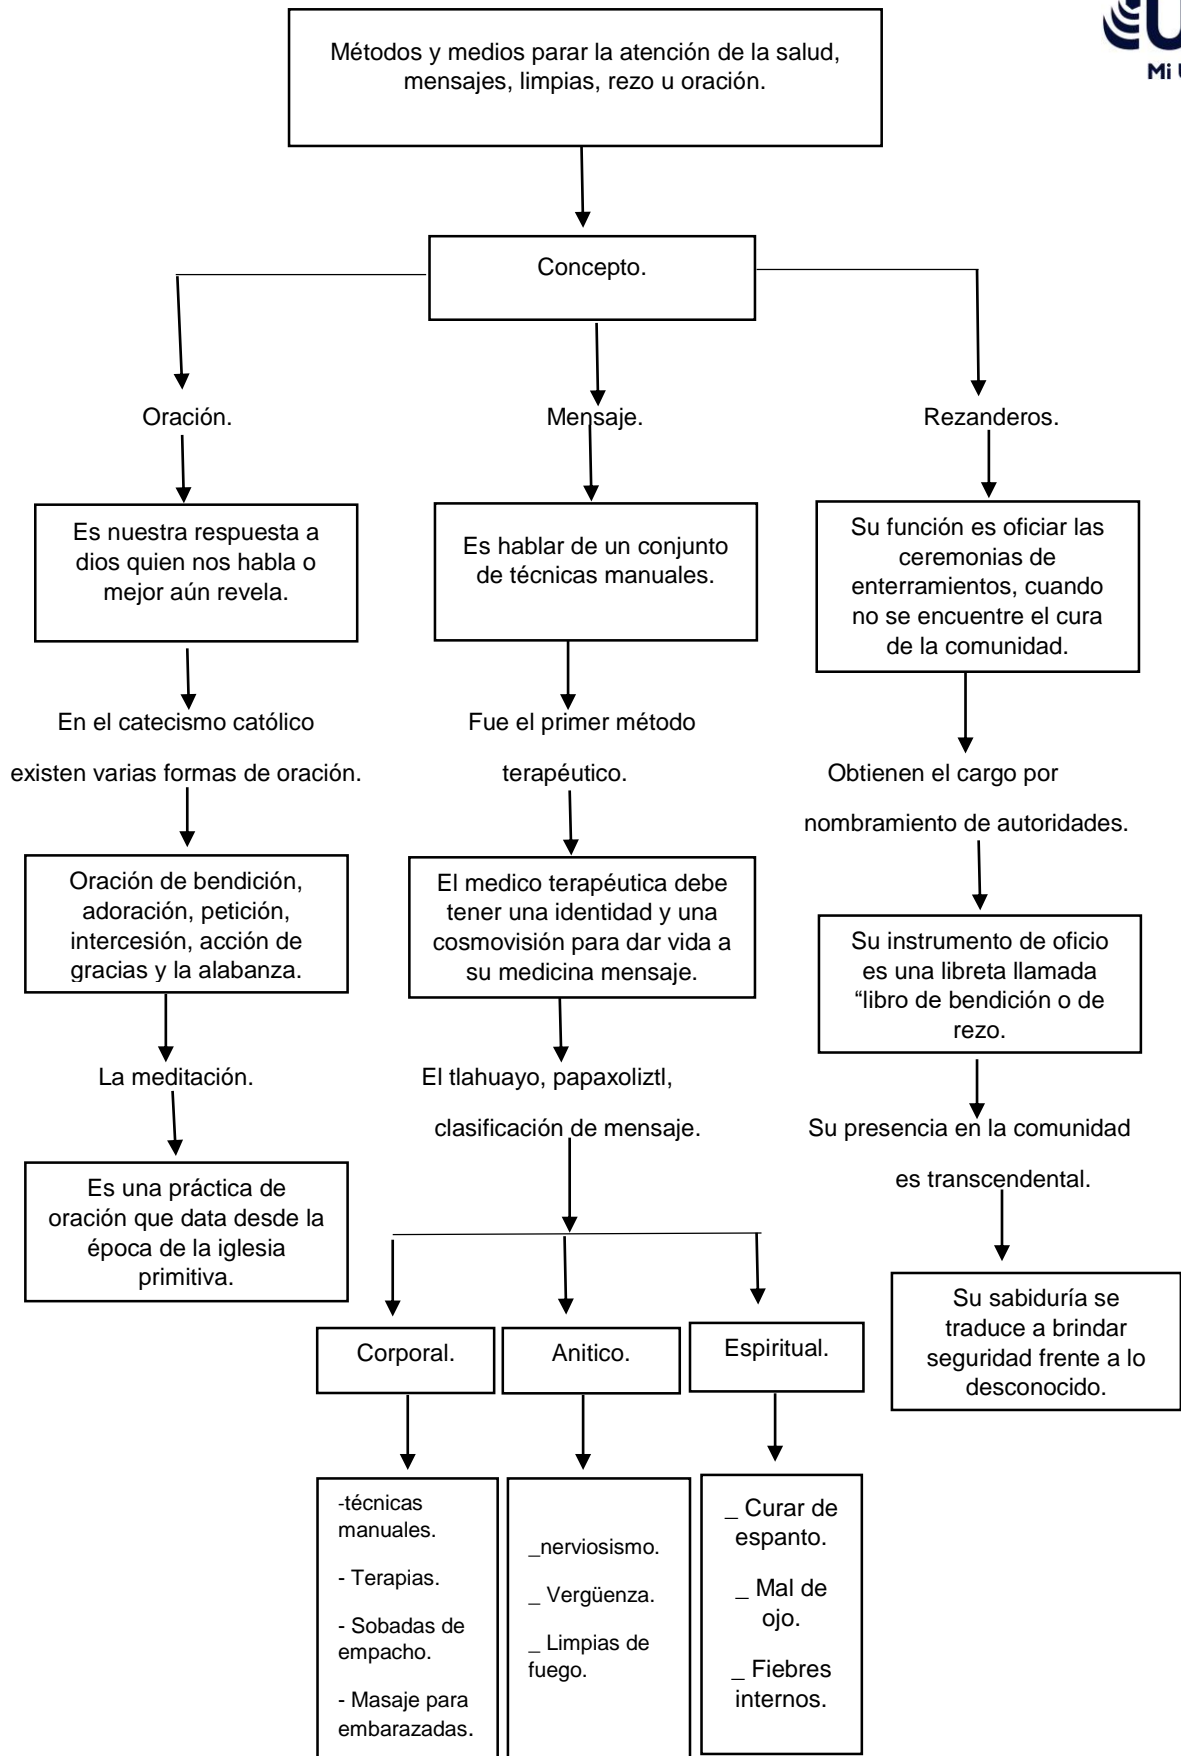 Métodos y medios parar la atención de la salud,
mensajes, limpias, rezo u oración.
Mi
Concepto.
Oración.
Mensaje.
Rezanderos.
Es nuestra respuesta a
dios quien nos habla o
mejor aún revela.
Es hablar de un conjunto
de técnicas manuales.
Su función es oficiar las
ceremonias de
enterramientos, cuando
no se encuentre el cura
de la comunidad.
En el catecismo católico
existen varias formas de oración.
Fue el primer método
terapéutico.
Obtienen el cargo por
nombramiento de autoridades.
Oración de bendición,
adoración, petición,
intercesión, acción de
gracias y la alabanza.
El medico terapéutica debe
tener una identidad y una
cosmovisión para dar vida a
su medicina mensaje.
Su instrumento de oficio
es una libreta llamada
“libro de bendición o de
rezo.
La meditación.
El tlahuayo, papaxoliztl,
clasificación de mensaje.
Su presencia en la comunidad
es transcendental.
Es una práctica de
oración que data desde la
época de la iglesia
primitiva.
Su sabiduría se
traduce a brindar
seguridad frente a lo
desconocido.
Corporal.
Anitico.
Espiritual.
-técnicas
manuales.
- Terapias.
- Sobadas de
empacho.
- Masaje para
embarazadas.
_nerviosismo.
_ Vergüenza.
_ Limpias de
fuego.
_ Curar de
espanto.
_ Mal de
ojo.
_ Fiebres
internos.